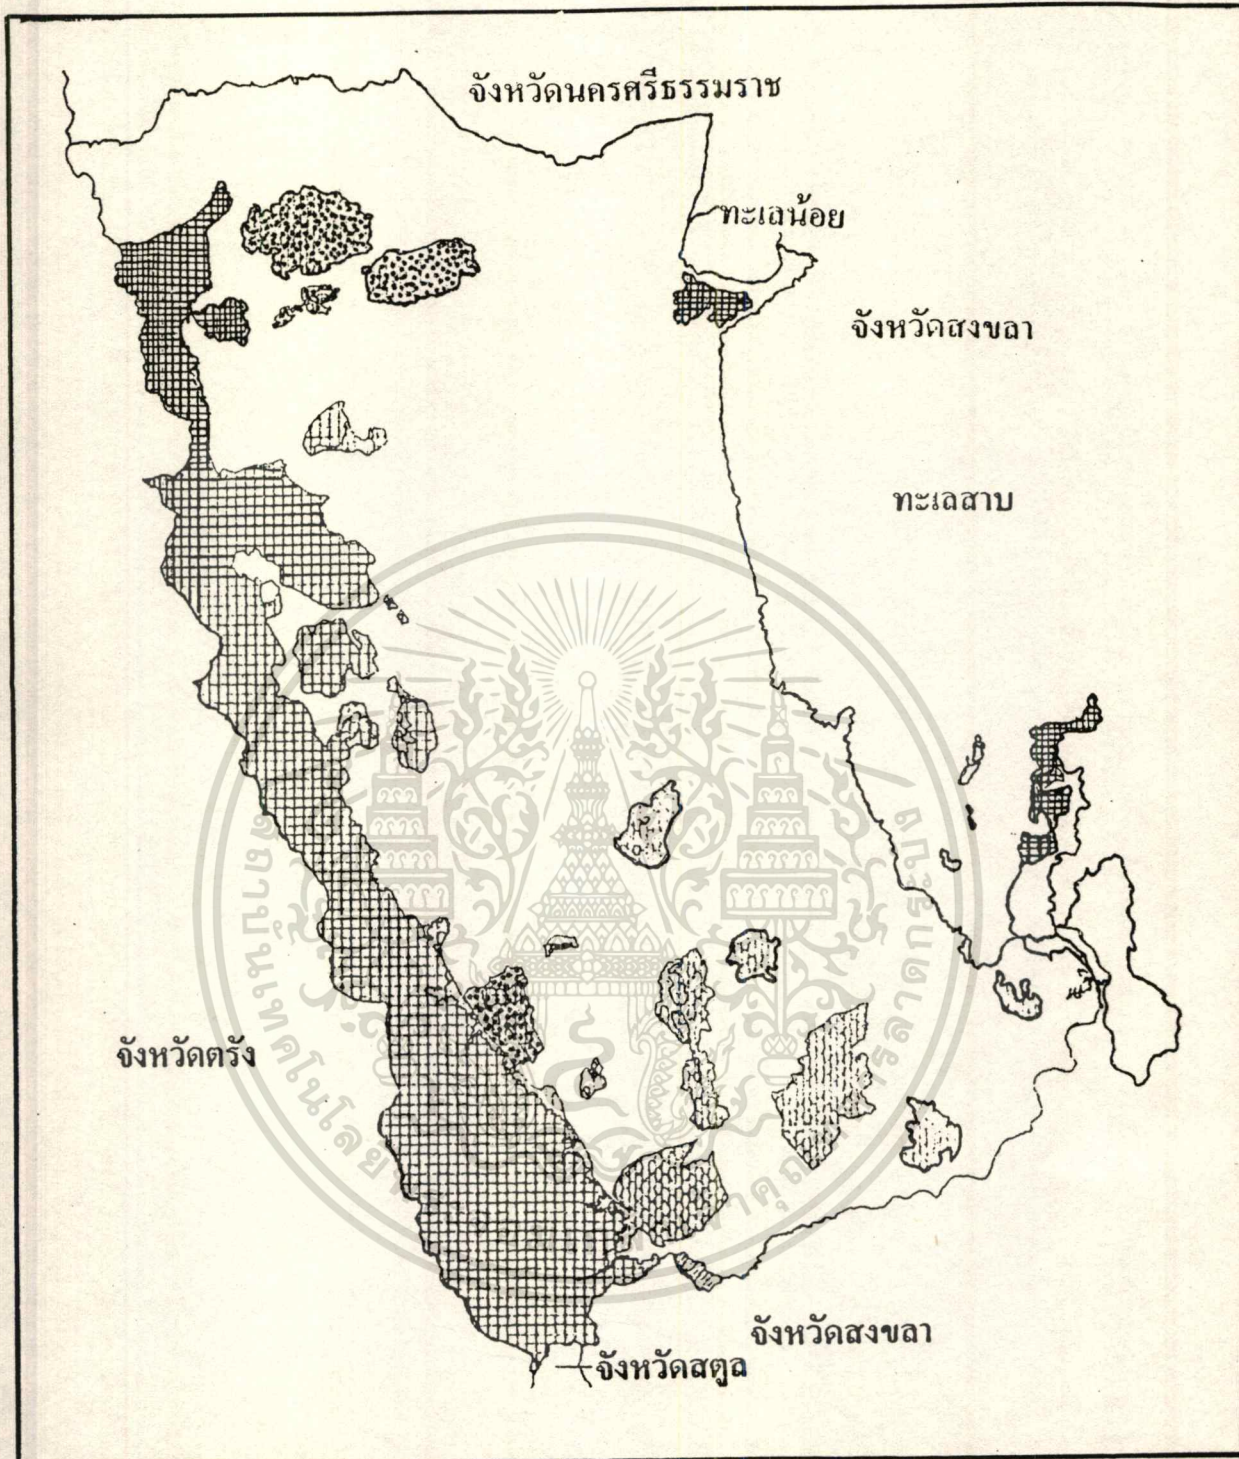 จังหวัดนครศรีธรรมราช
ทะเลน้อย
จังหวัดสงขลา
ทะเลสาบ
จังหวัดตรัง
จังหวัดสงขลา
จังหวัดสตูล